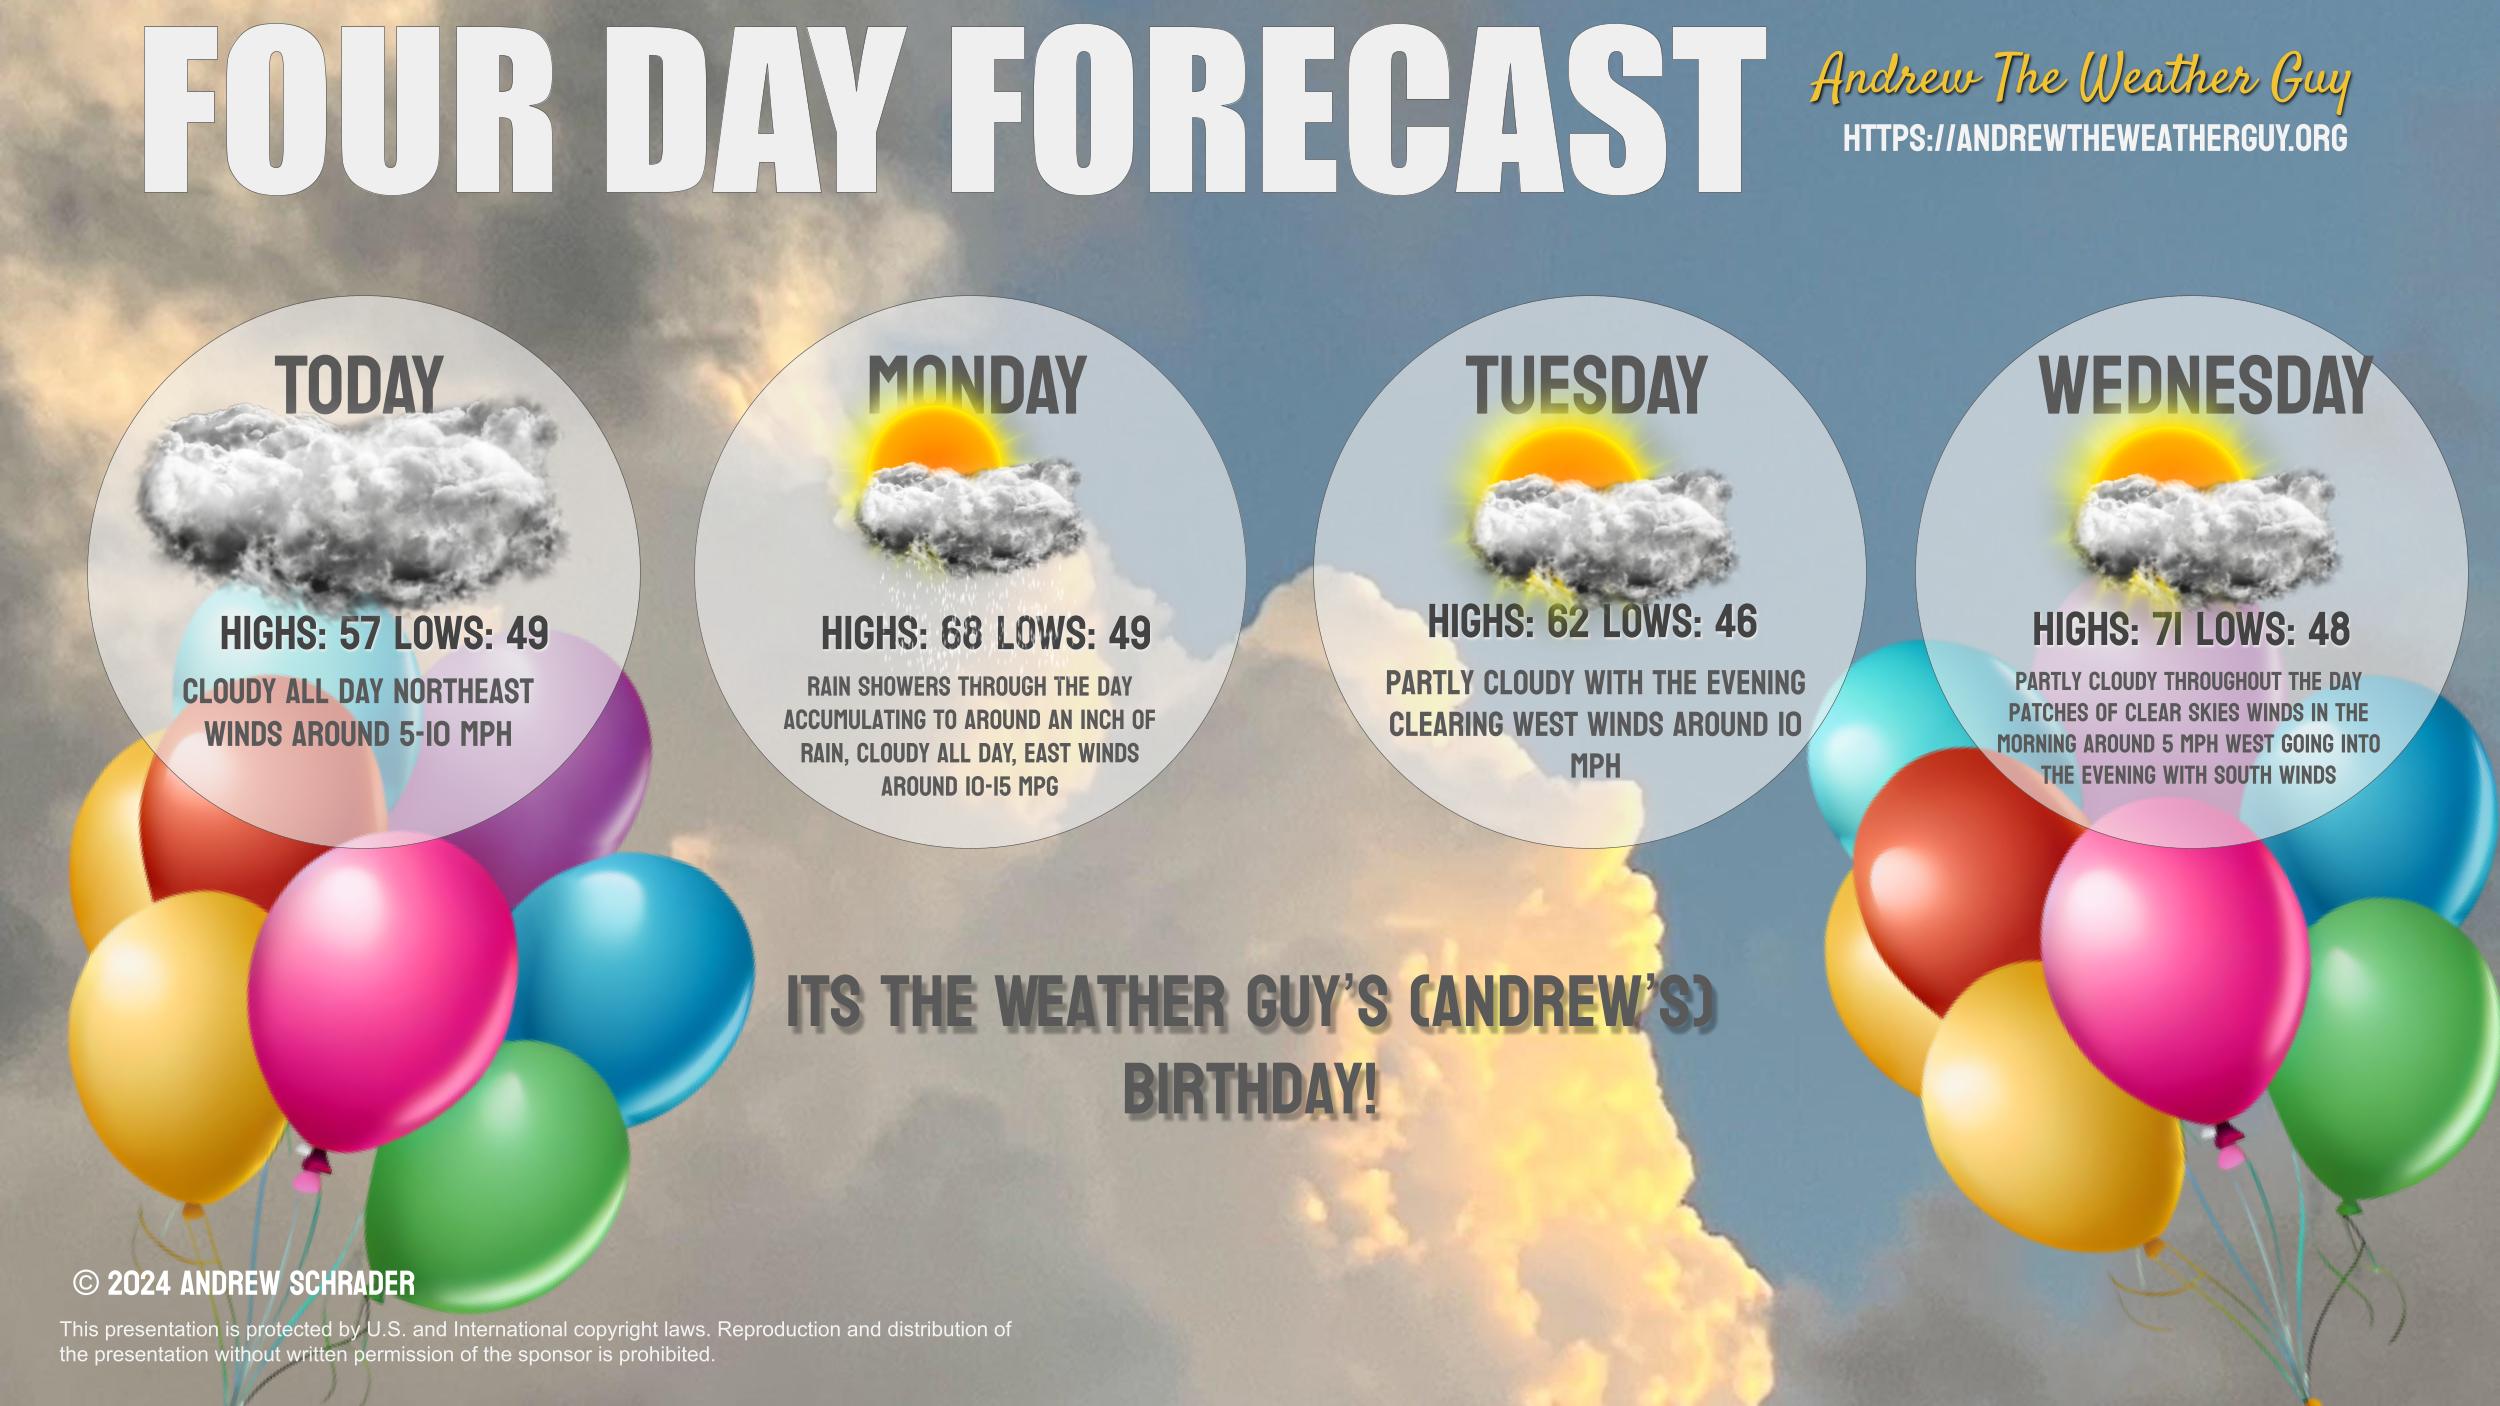 FOUR DAY FORECAST
Andrew The Weather Guy
HTTPS://ANDREWTHEWEATHERGUY.ORG
TODAY
HIGHS: 57 LOWS: 49
CLOUDY ALL DAY NORTHEAST
WINDS AROUND 5-10 MPH
MONDAY
HIGHS: 68 LOWS: 49
RAIN SHOWERS THROUGH THE DAY
ACCUMULATING TO AROUND AN INCH OF
RAIN, CLOUDY ALL DAY, EAST WINDS
AROUND 10-15 MPG
TUESDAY
HIGHS: 62 LOWS: 46
PARTLY CLOUDY WITH THE EVENING
CLEARING WEST WINDS AROUND 10
MPH
WEDNESDAY
HIGHS: 71 LOWS: 48
PARTLY CLOUDY THROUGHOUT THE DAY
PATCHES OF CLEAR SKIES WINDS IN THE
MORNING AROUND 5 MPH WEST GOING INTO
THE EVENING WITH SOUTH WINDS
ITS THE WEATHER GUY’S (ANDREW’S)
BIRTHDAY!
© 2024 ANDREW SCHRADER
This presentation is protected by U.S. and International copyright laws. Reproduction and distribution of
the presentation without written permission of the sponsor is prohibited.